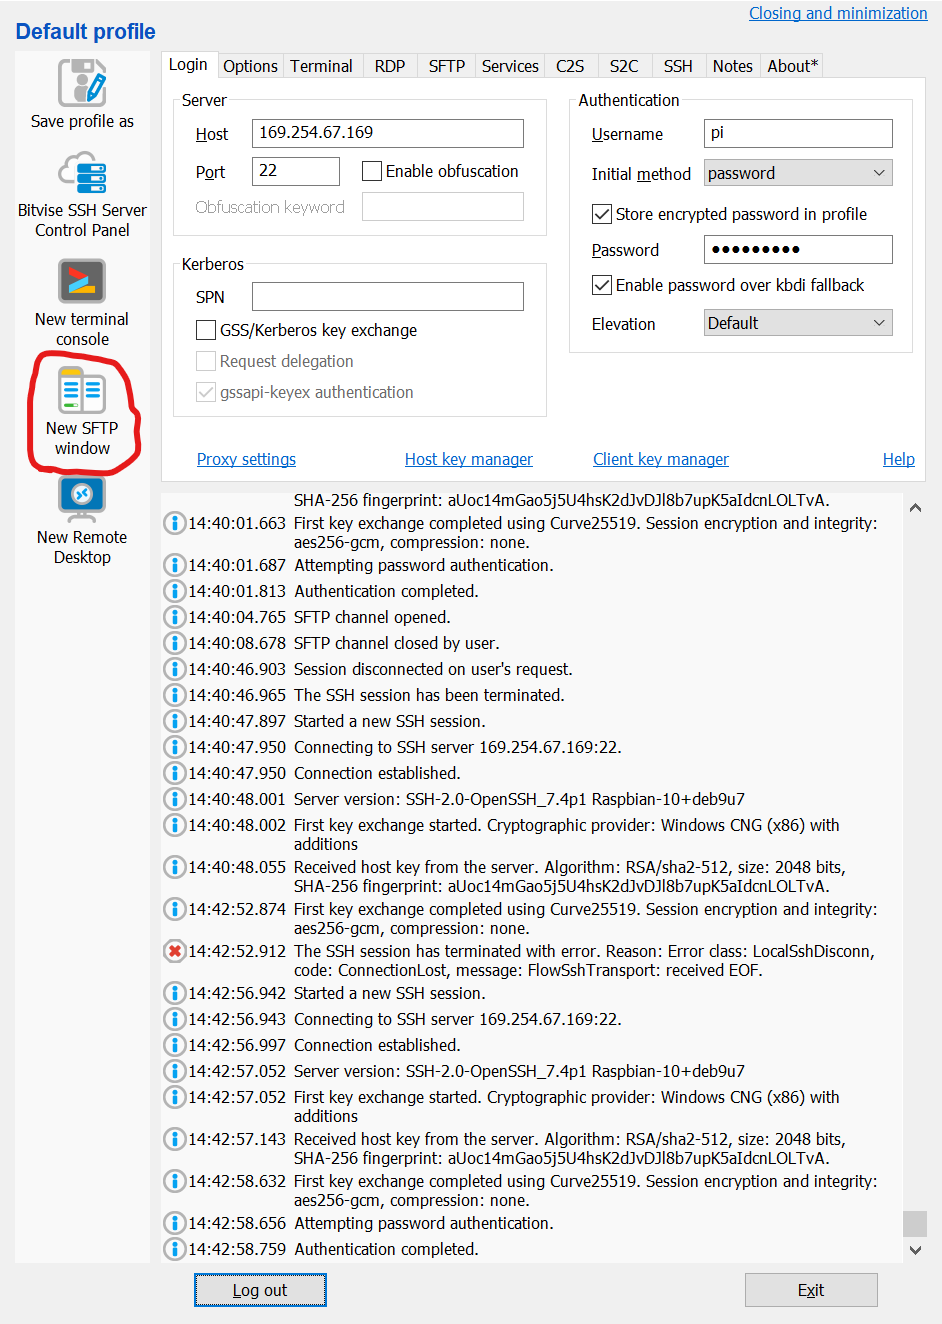 Closing and minimization
Default profile
Save profile as
Bitvise SSH Server
Control Panel
New terminal
console
New SFTP
window
New Remote
Desktop
Login Options Terminal RDP SFTP Services C2S S2C SSH Notes About*
Server
Host 169.254.67.169
Port 22 Enable obfuscation
Obfuscation keyword
Kerberos
SPN
GSS/Kerberos key exchange
Request delegation
gssapi-keyex authentication
Authentication
Username pi
Initial method password
Store encrypted password in profile
Password ●●●●●●●●●
Enable password over kbdi fallback
Elevation Default
Proxy settings Host key manager Client key manager Help
SHA-256 fingerprint: aUoc14mGao5j5U4hsK2dJvDJl8b7upK5aIdcnLOLTvA.
14:40:01.663 First key exchange completed using Curve25519. Session encryption and integrity:
aes256-gcm, compression: none.
14:40:01.687 Attempting password authentication.
14:40:01.813 Authentication completed.
14:40:04.765 SFTP channel opened.
14:40:08.678 SFTP channel closed by user.
14:40:46.903 Session disconnected on user's request.
14:40:46.965 The SSH session has been terminated.
14:40:47.897 Started a new SSH session.
14:40:47.950 Connecting to SSH server 169.254.67.169:22.
14:40:47.950 Connection established.
14:40:48.001 Server version: SSH-2.0-OpenSSH_7.4p1 Raspbian-10+deb9u7
14:40:48.002 First key exchange started. Cryptographic provider: Windows CNG (x86) with
additions
14:40:48.055 Received host key from the server. Algorithm: RSA/sha2-512, size: 2048 bits,
SHA-256 fingerprint: aUoc14mGao5j5U4hsK2dJvDJl8b7upK5aIdcnLOLTvA.
14:42:52.874 First key exchange completed using Curve25519. Session encryption and integrity:
aes256-gcm, compression: none.
14:42:52.912 The SSH session has terminated with error. Reason: Error class: LocalSshDisconn,
code: ConnectionLost, message: FlowSshTransport: received EOF.
14:42:56.942 Started a new SSH session.
14:42:56.943 Connecting to SSH server 169.254.67.169:22.
14:42:56.997 Connection established.
14:42:57.052 Server version: SSH-2.0-OpenSSH_7.4p1 Raspbian-10+deb9u7
14:42:57.052 First key exchange started. Cryptographic provider: Windows CNG (x86) with
additions
14:42:57.143 Received host key from the server. Algorithm: RSA/sha2-512, size: 2048 bits,
SHA-256 fingerprint: aUoc14mGao5j5U4hsK2dJvDJl8b7upK5aIdcnLOLTvA.
14:42:58.632 First key exchange completed using Curve25519. Session encryption and integrity:
aes256-gcm, compression: none.
14:42:58.656 Attempting password authentication.
14:42:58.759 Authentication completed.
Log out Exit